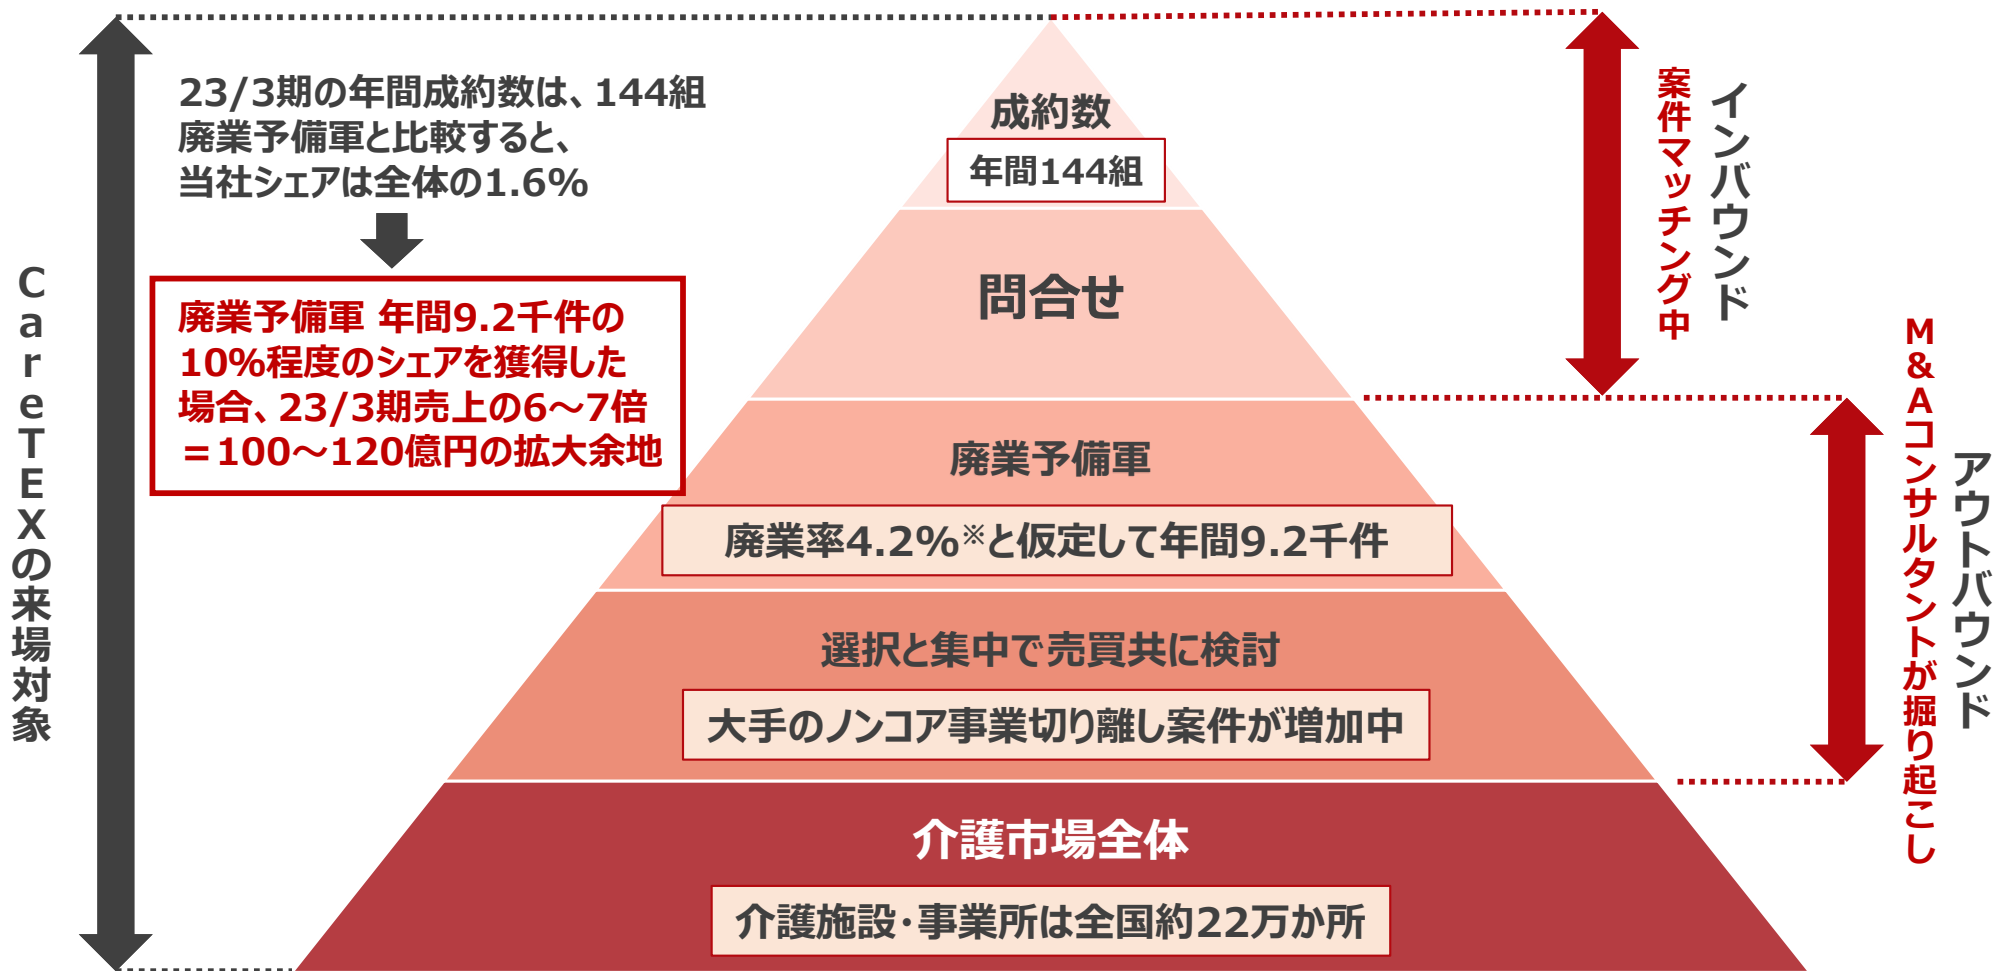 CareTEXの来場対象
23/3期の年間成約数は、144組
廃業予備軍と比較すると、
当社シェアは全体の1.6%
廃業予備軍 年間9.2千件の
10%程度のシェアを獲得した
場合、23/3期売上の6～7倍
＝100～120億円の拡大余地
成約数
年間144組
問合せ
廃業予備軍
廃業率4.2%※と仮定して年間9.2千件
選択と集中で売買共に検討
大手のノンコア事業切り離し案件が増加中
介護市場全体
介護施設・事業所は全国約22万か所
インバウンド
案件マッチング中
アウトバウンド
M&Aコンサルタントが掘り起こし